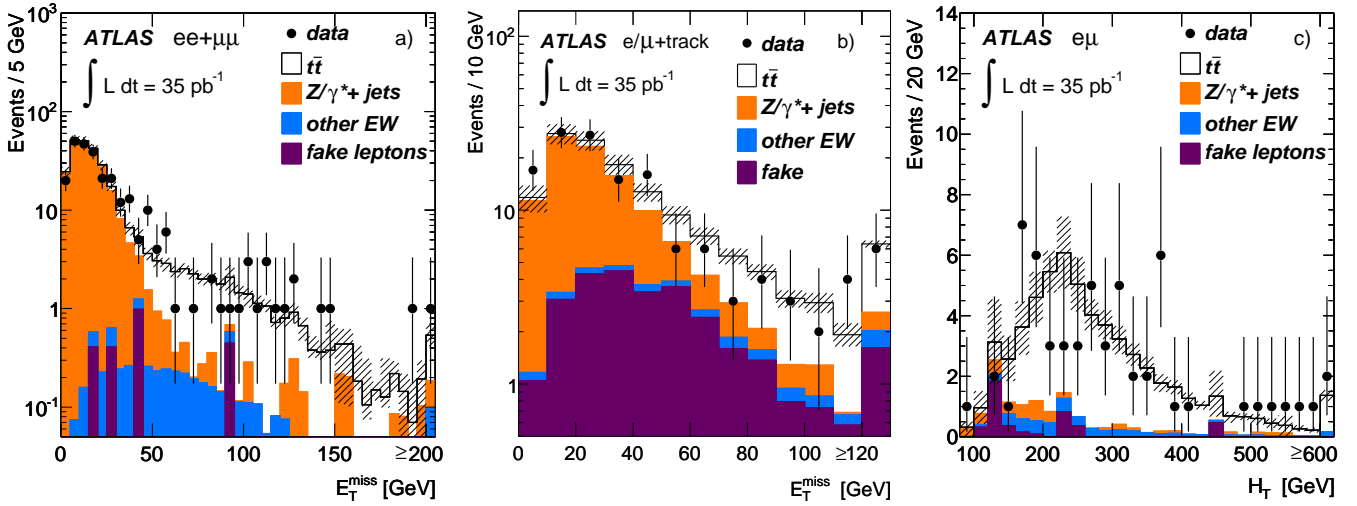 Events / 5 GeV
10³
10²
10
1
10⁻¹
ATLAS ee+μμ
∫ L dt = 35 pb⁻¹
a)
data
tt̄
Z/γ*+ jets
other EW
fake leptons
0 50 100 150 ≥200
E_T^miss [GeV]
Events / 10 GeV
10²
10
1
ATLAS e/μ+track
∫ L dt = 35 pb⁻¹
b)
data
tt̄
Z/γ*+ jets
other EW
fake
0 20 40 60 80 100 ≥120
E_T^miss [GeV]
Events / 20 GeV
14
12
10
8
6
4
2
0
ATLAS eμ
∫ L dt = 35 pb⁻¹
c)
data
tt̄
Z/γ*+ jets
other EW
fake leptons
100 200 300 400 500 ≥600
H_T [GeV]